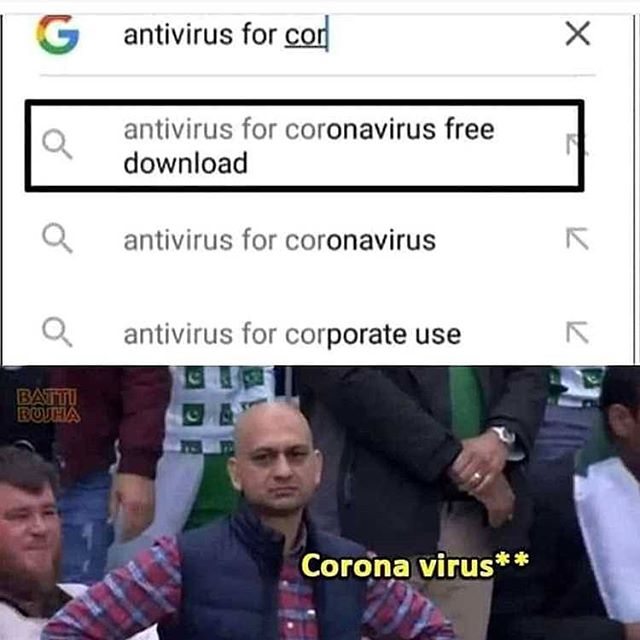 antivirus for cor
antivirus for coronavirus free
download
antivirus for coronavirus
antivirus for corporate use
BATTI
BUJHA
Corona virus**